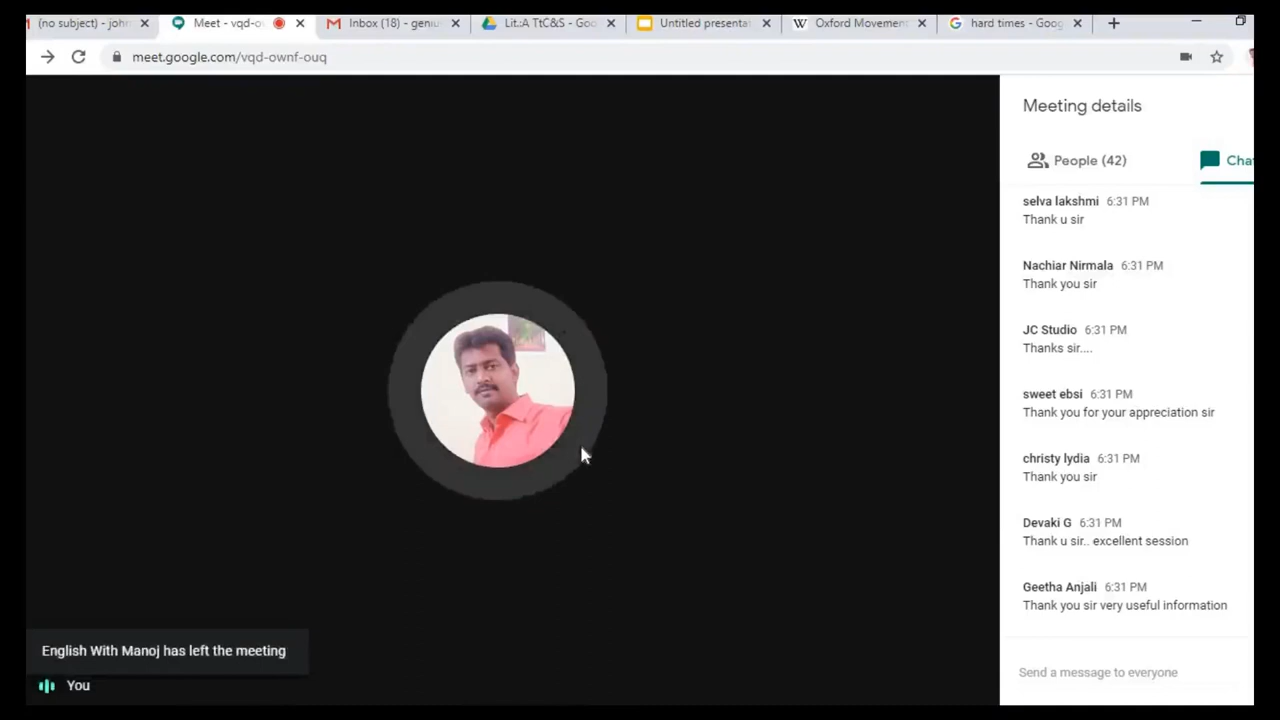 (no subject) - john
Meet - vqd-o
Inbox (18) - geniu
Lit.:A TtC&S - Goo
Untitled presentat
Oxford Movement
hard times - Goog
meet.google.com/vqd-ownf-ouq
Meeting details
People (42)
Chat
selva lakshmi 6:31 PM
Thank u sir
Nachiar Nirmala 6:31 PM
Thank you sir
JC Studio 6:31 PM
Thanks sir....
sweet ebsi 6:31 PM
Thank you for your appreciation sir
christy lydia 6:31 PM
Thank you sir
Devaki G 6:31 PM
Thank u sir.. excellent session
Geetha Anjali 6:31 PM
Thank you sir very useful information
English With Manoj has left the meeting
You
Send a message to everyone